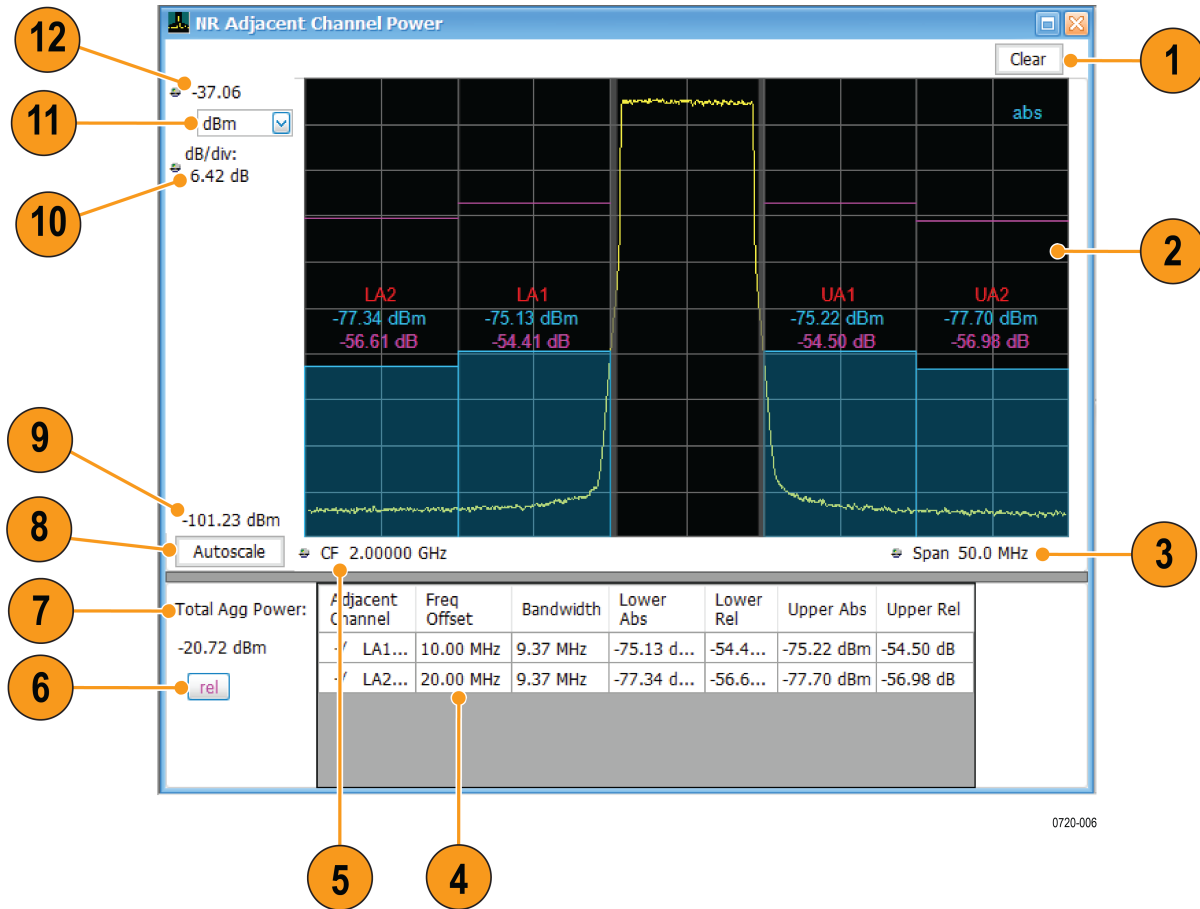 NR Adjacent Channel Power
12
1
Clear
-37.06
11
dBm
abs
dB/div:
6.42 dB
10
2
LA2
LA1
UA1
UA2
-77.34 dBm
-75.13 dBm
-75.22 dBm
-77.70 dBm
-56.61 dB
-54.41 dB
-54.50 dB
-56.98 dB
9
-101.23 dBm
8
Autoscale
CF 2.00000 GHz
Span 50.0 MHz
3
7
Total Agg Power:
-20.72 dBm
6
rel
Adjacent Channel
Freq Offset
Bandwidth
Lower Abs
Lower Rel
Upper Abs
Upper Rel
LA1... 10.00 MHz 9.37 MHz -75.13 d... -54.4... -75.22 dBm -54.50 dB
LA2... 20.00 MHz 9.37 MHz -77.34 d... -56.6... -77.70 dBm -56.98 dB
0720-006
5
4